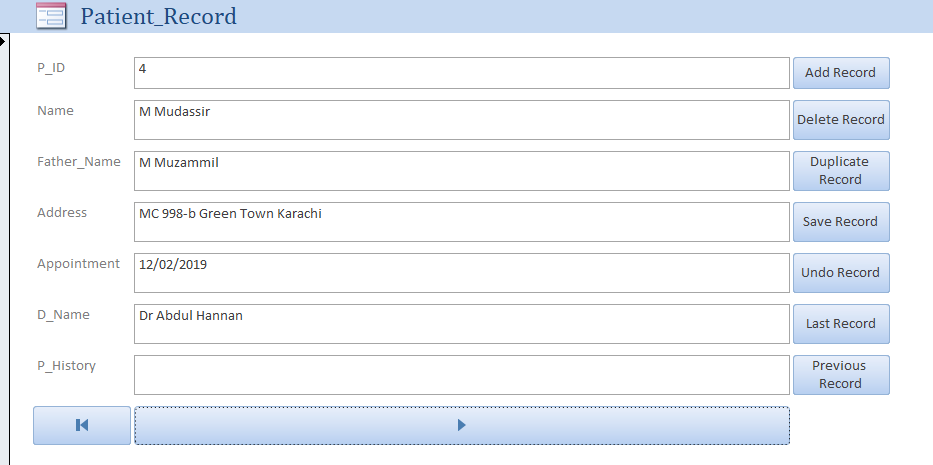 Patient_Record
P_ID
4
Add Record
Name
M Mudassir
Delete Record
Father_Name
M Muzammil
Duplicate
Record
Address
MC 998-b Green Town Karachi
Save Record
Appointment
12/02/2019
Undo Record
D_Name
Dr Abdul Hannan
Last Record
P_History
Previous
Record